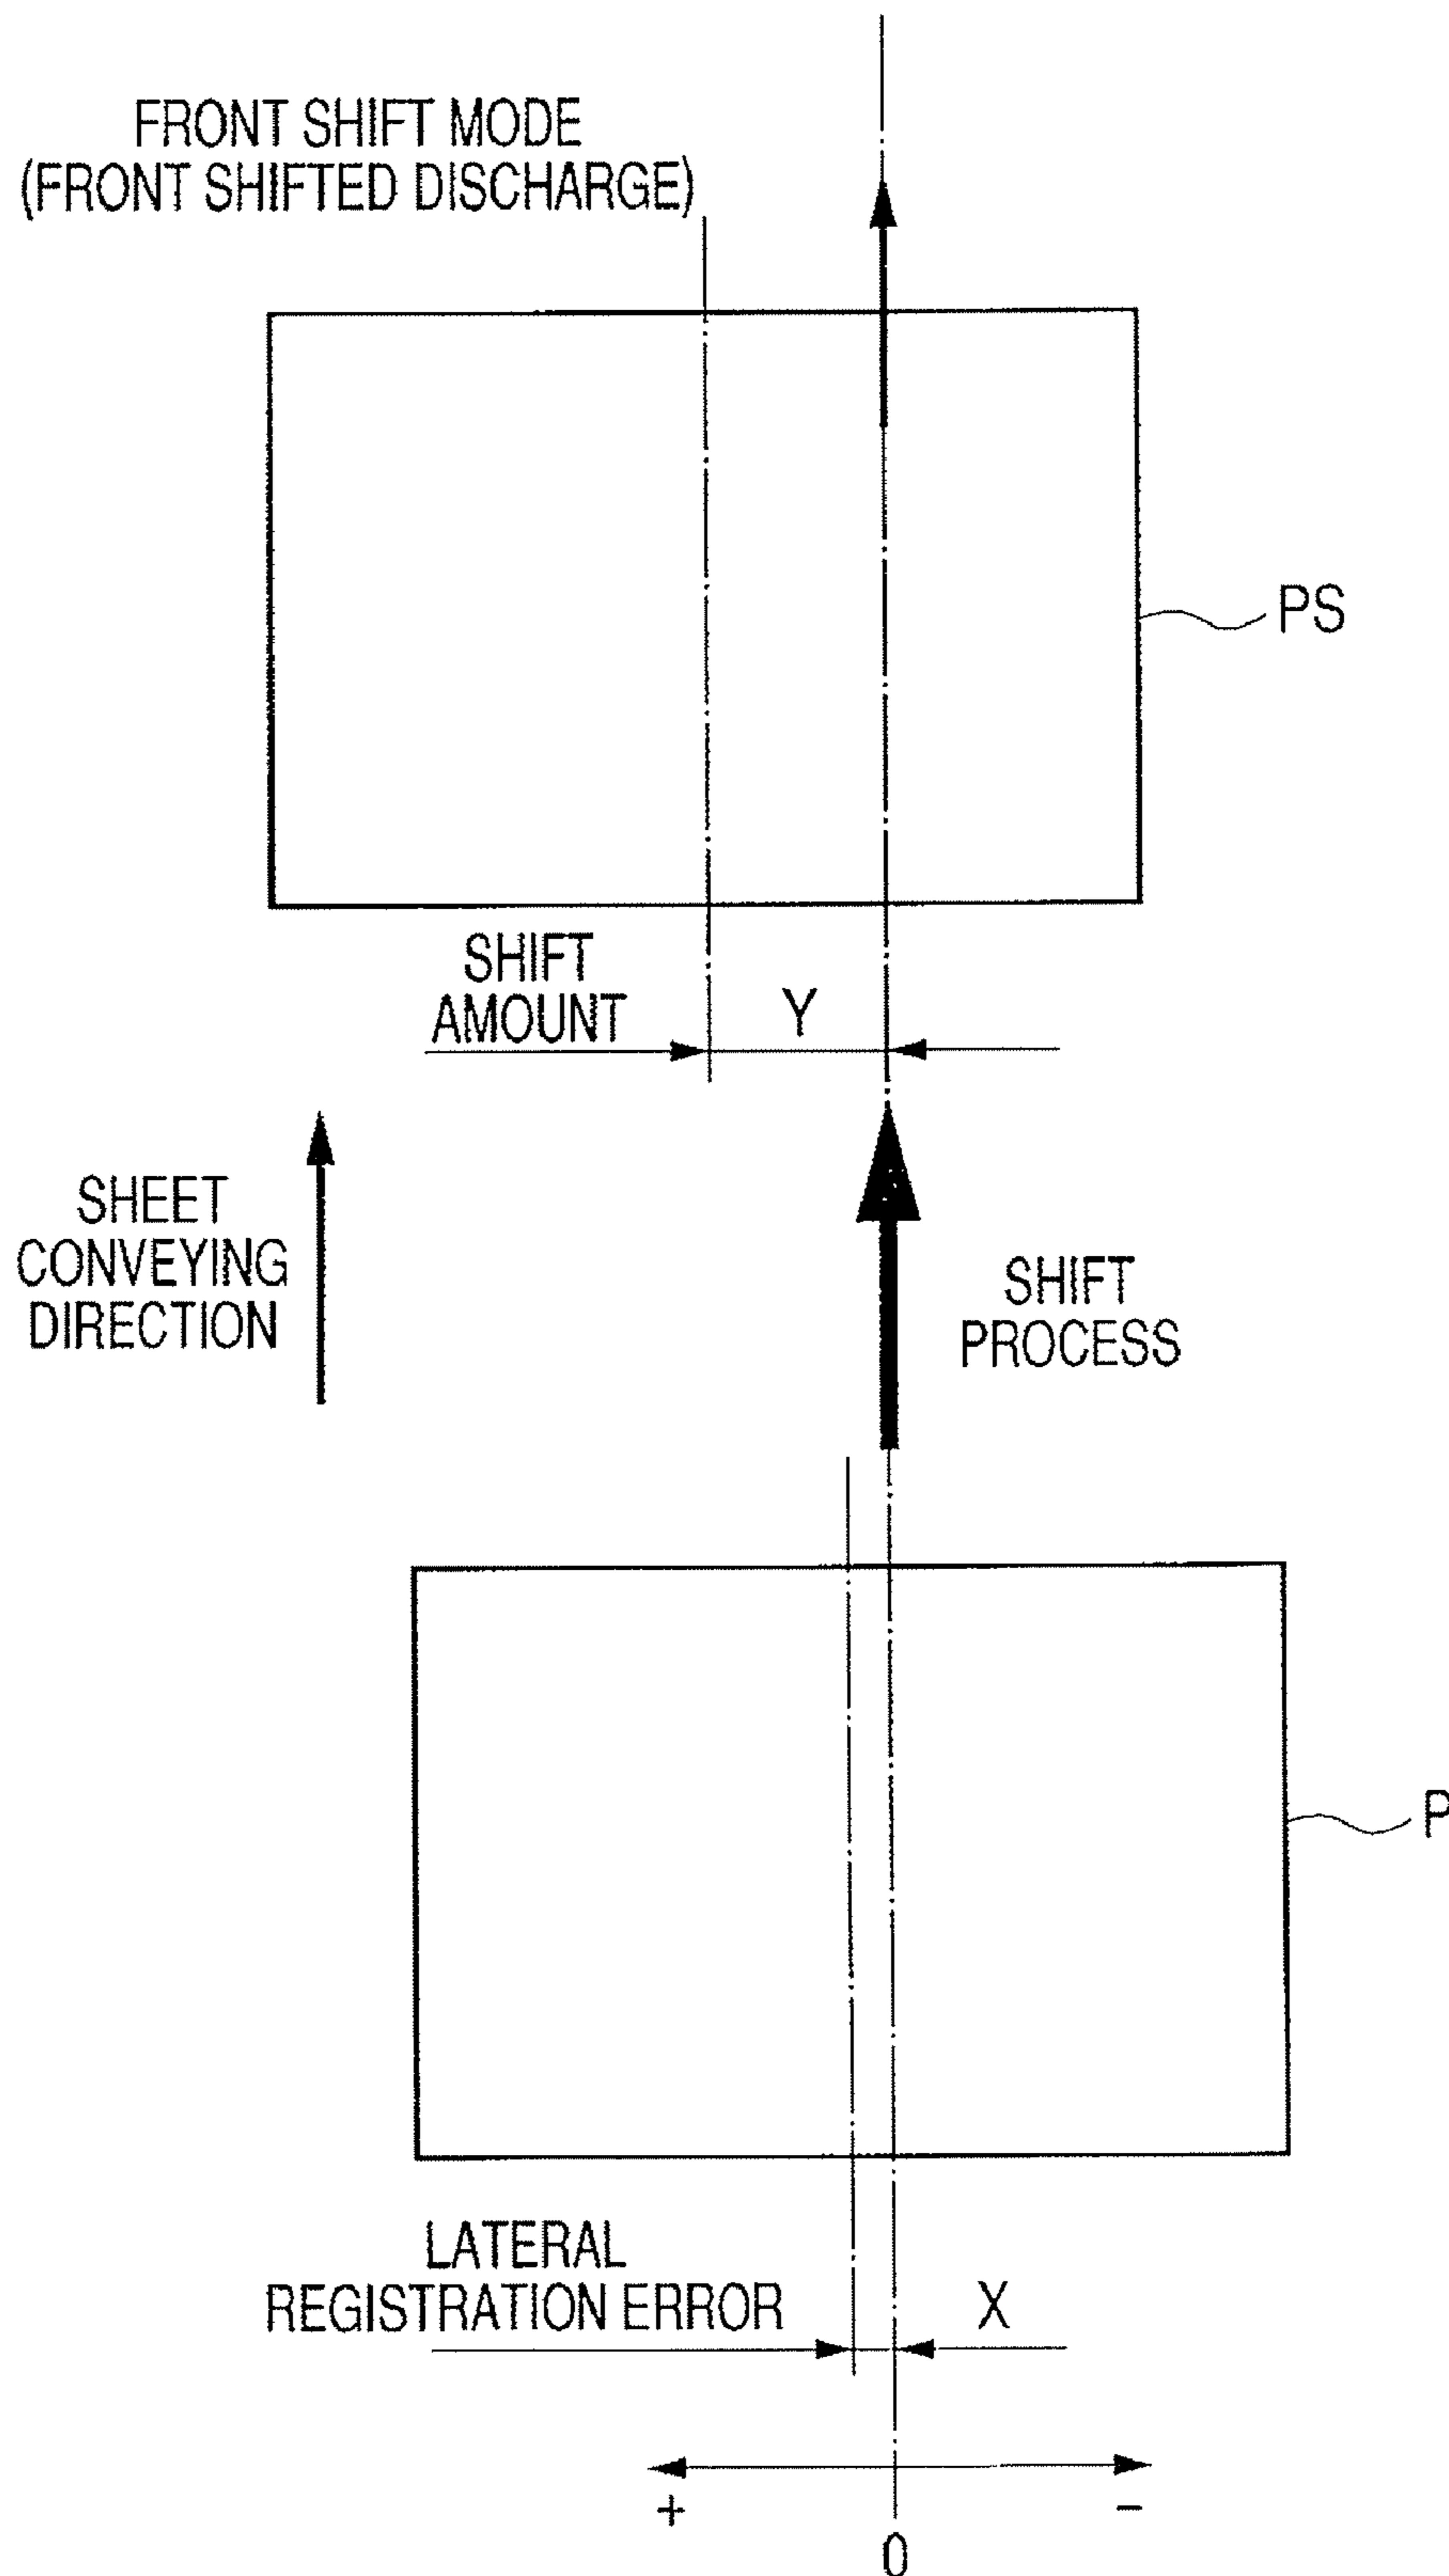 FRONT SHIFT MODE
(FRONT SHIFTED DISCHARGE)
PS
SHIFT
AMOUNT
Y
SHEET
CONVEYING
DIRECTION
SHIFT
PROCESS
P
LATERAL
REGISTRATION ERROR
X
+ −
0